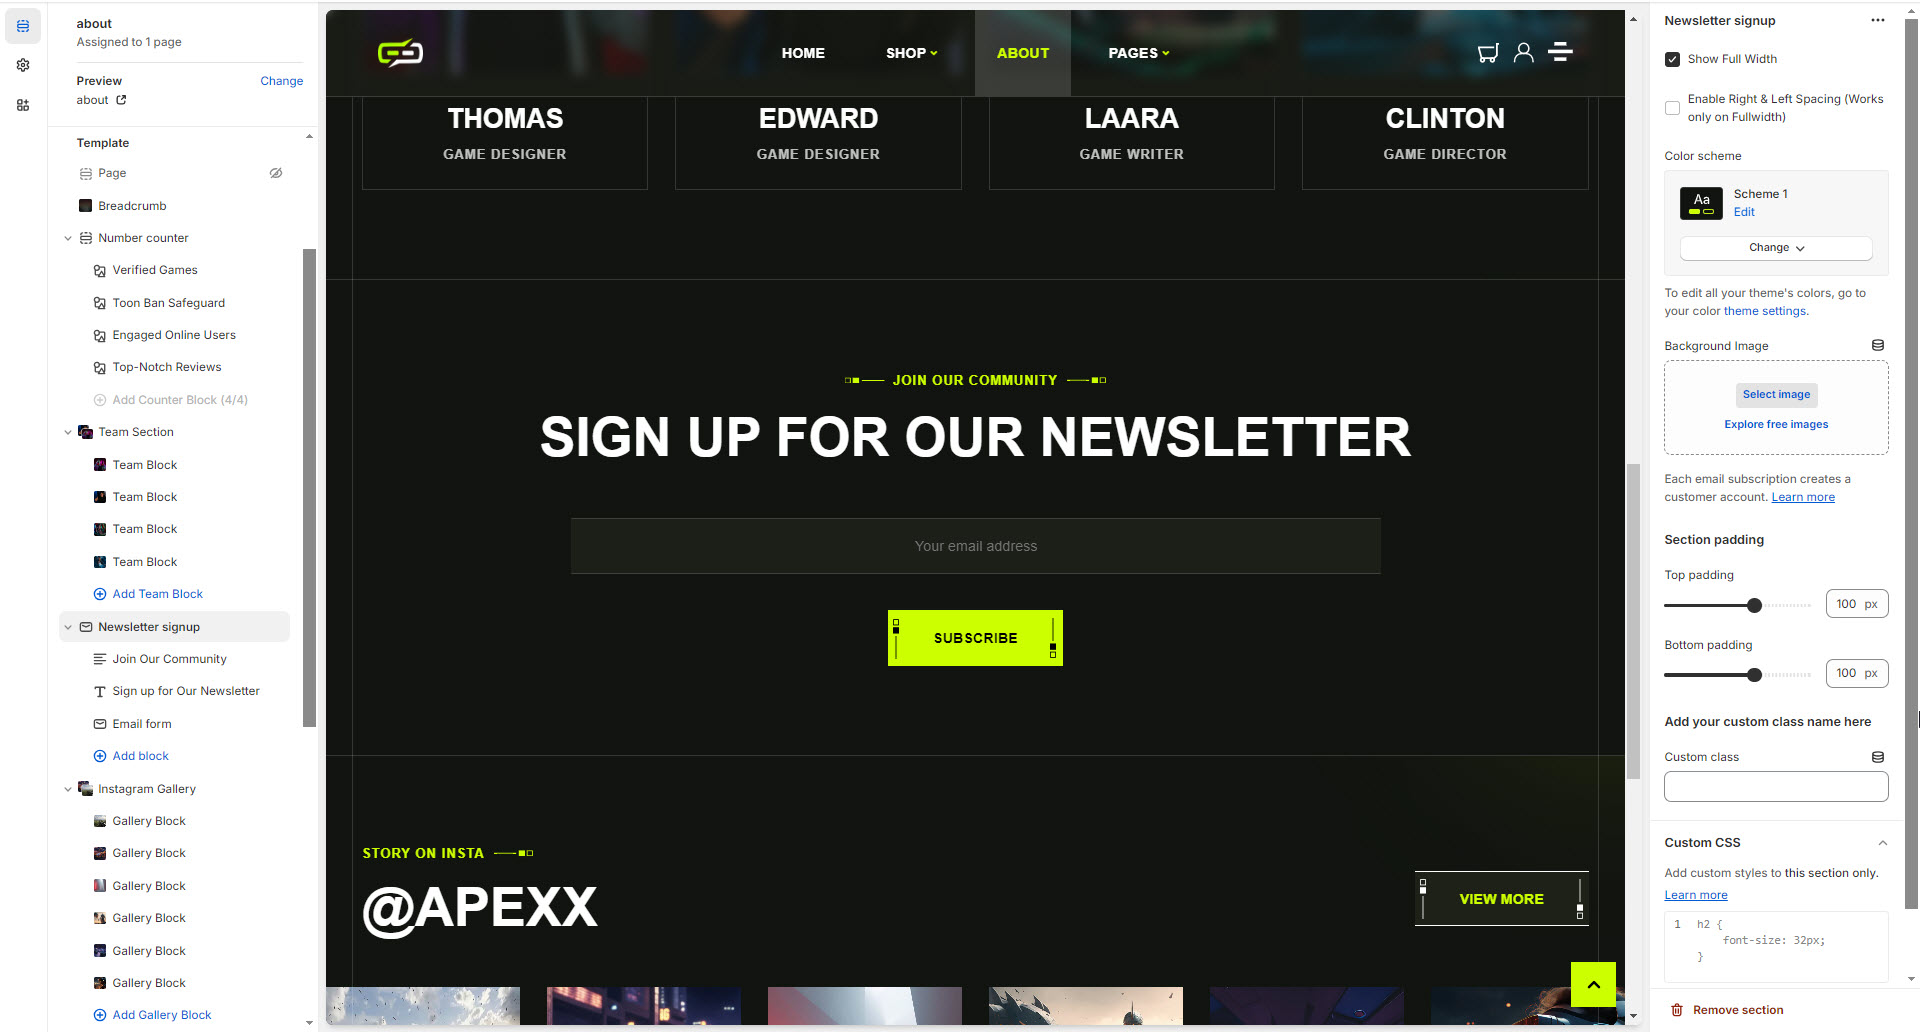 about
Assigned to 1 page
Preview
Change
about
Template
Page
Breadcrumb
Number counter
Verified Games
Toon Ban Safeguard
Engaged Online Users
Top-Notch Reviews
Add Counter Block (4/4)
Team Section
Team Block
Team Block
Team Block
Team Block
Add Team Block
Newsletter signup
Join Our Community
Sign up for Our Newsletter
Email form
Add block
Instagram Gallery
Gallery Block
Gallery Block
Gallery Block
Gallery Block
Gallery Block
Gallery Block
Add Gallery Block
HOME
SHOP
ABOUT
PAGES
THOMAS
GAME DESIGNER
EDWARD
GAME DESIGNER
LAARA
GAME WRITER
CLINTON
GAME DIRECTOR
JOIN OUR COMMUNITY
SIGN UP FOR OUR NEWSLETTER
Your email address
SUBSCRIBE
STORY ON INSTA
@APEXX
VIEW MORE
Newsletter signup
Show Full Width
Enable Right & Left Spacing (Works
only on Fullwidth)
Color scheme
Aa
Scheme 1
Edit
Change
To edit all your theme's colors, go to
your color theme settings.
Background Image
Select image
Explore free images
Each email subscription creates a
customer account. Learn more
Section padding
Top padding
100 px
Bottom padding
100 px
Add your custom class name here
Custom class
Custom CSS
Add custom styles to this section only.
Learn more
1 h2 {
font-size: 32px;
}
Remove section